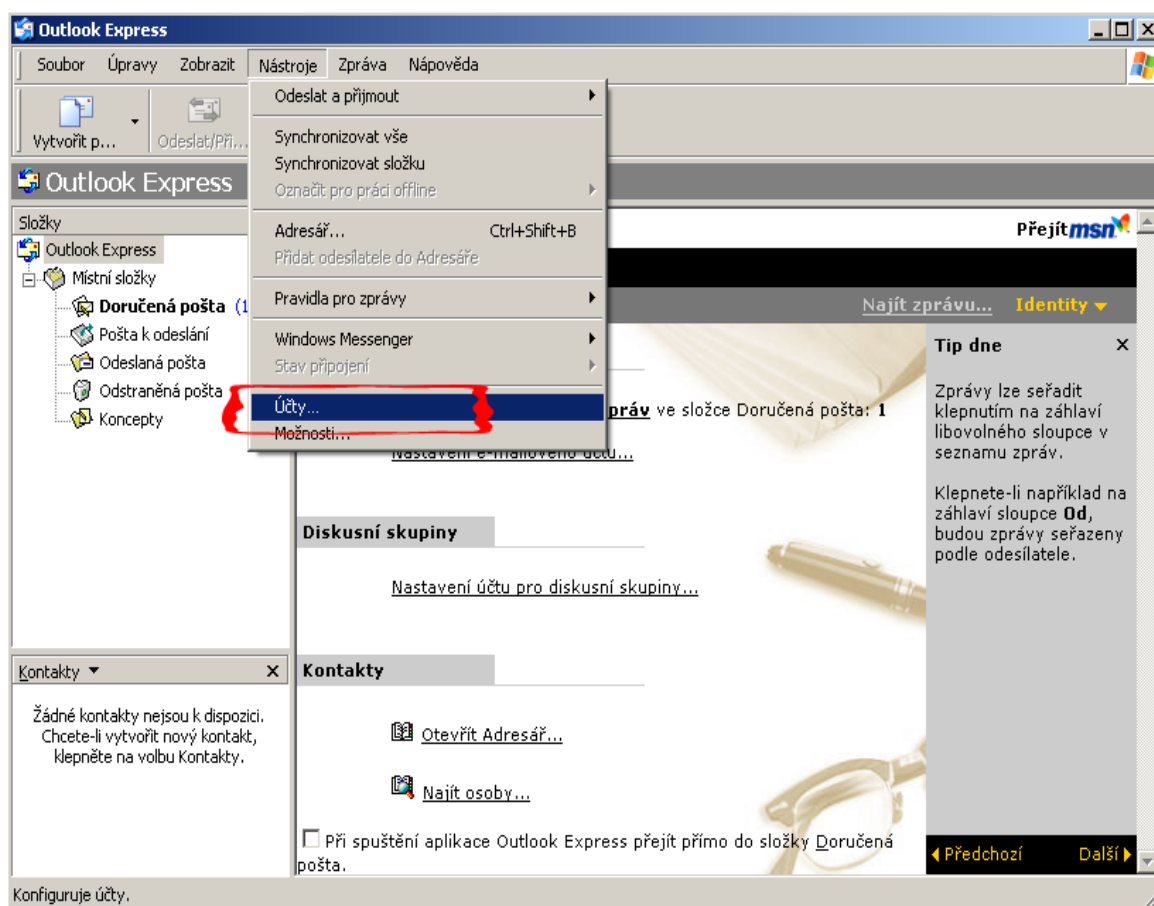 Outlook Express
Soubor Úpravy Zobrazit Nástroje Zpráva Nápověda
Vytvořit p... Odeslat/Při...
Outlook Express
Odeslat a přijmout
Synchronizovat vše
Synchronizovat složku
Označit pro práci offline
Adresář... Ctrl+Shift+B
Přidat odesílatele do Adresáře
Pravidla pro zprávy
Windows Messenger
Stav připojení
Účty...
Možnosti...
Složky
Outlook Express
Místní složky
Doručená pošta (1
Pošta k odeslání
Odeslaná pošta
Odstraněná pošta
Koncepty
Přejít msn
Najít zprávu... Identity
práv ve složce Doručená pošta: 1
Nastavení e-mailového účtu...
Diskusní skupiny
Nastavení účtu pro diskusní skupiny...
Kontakty
Otevřít Adresář...
Najít osoby...
Při spuštění aplikace Outlook Express přejít přímo do složky Doručená
pošta.
Tip dne
Zprávy lze seřadit
klepnutím na záhlaví
libovolného sloupce v
seznamu zpráv.
Klepnete-li například na
záhlaví sloupce Od,
budou zprávy seřazeny
podle odesílatele.
Předchozí Další
Kontakty
Žádné kontakty nejsou k dispozici.
Chcete-li vytvořit nový kontakt,
klepněte na volbu Kontakty.
Konfiguruje účty.